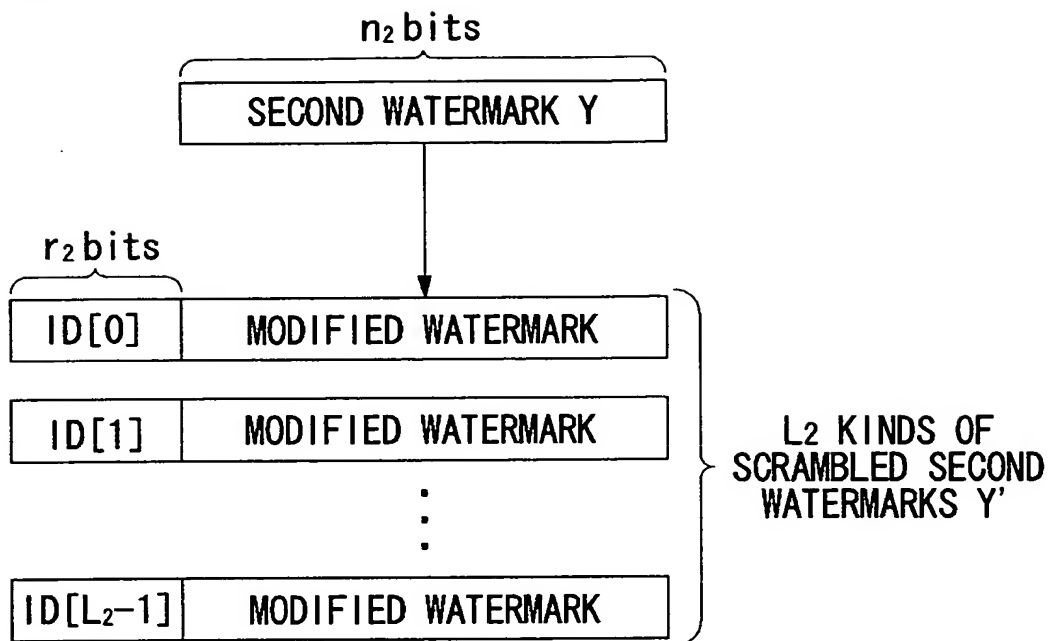 n₂ bits
SECOND WATERMARK Y
r₂ bits
ID[0] MODIFIED WATERMARK
ID[1] MODIFIED WATERMARK
L₂ KINDS OF
SCRAMBLED SECOND
WATERMARKS Y'
ID[L₂-1] MODIFIED WATERMARK